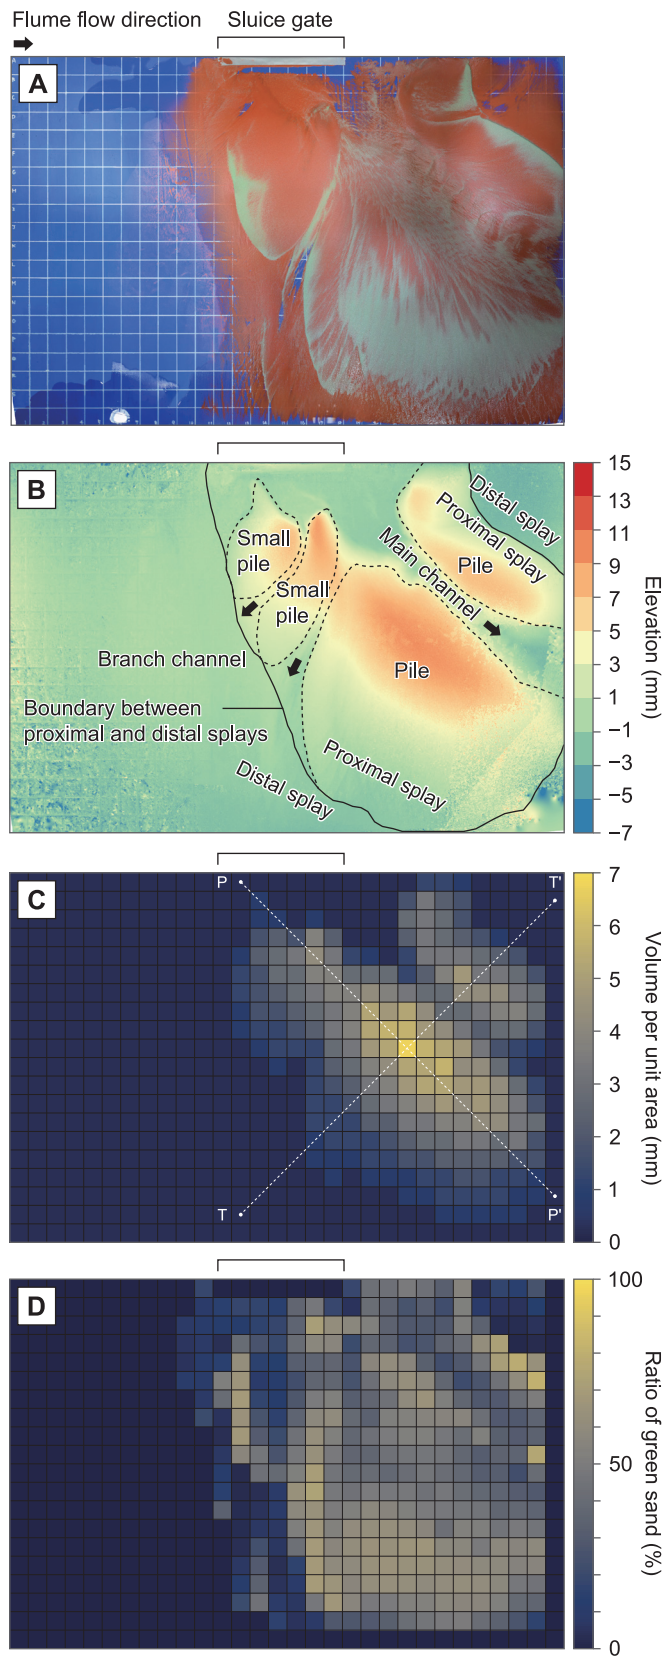 Flume flow direction
Sluice gate
A
B
Small
pile
Small
pile
Distal splay
Proximal splay
Pile
Main channel
Branch channel
Pile
Boundary between
proximal and distal splays
Proximal splay
Distal splay
15
13
11
9
7
5
3
1
−1
−3
−5
−7
Elevation (mm)
C
P
T'
T
P'
7
6
5
4
3
2
1
0
Volume per unit area (mm)
D
100
50
0
Ratio of green sand (%)